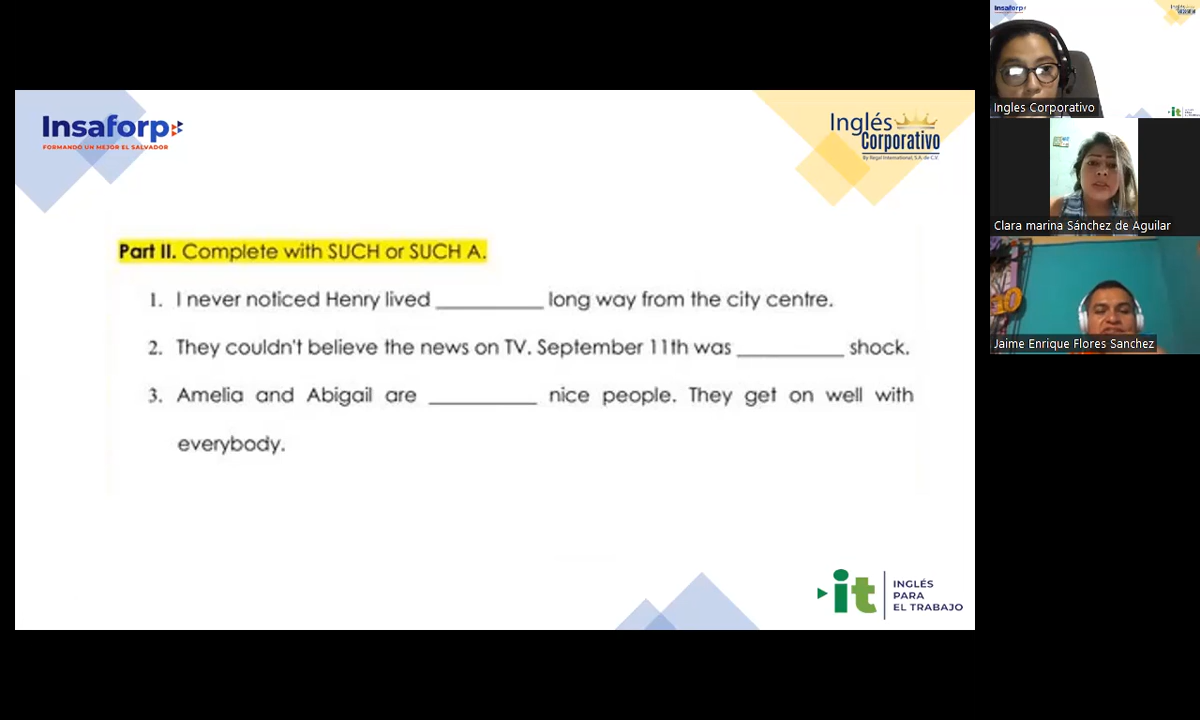 Insaforp
FORMANDO UN MEJOR EL SALVADOR
Inglés
Corporativo
By Regal International, S.A. de C.V.
Part II. Complete with SUCH or SUCH A.
1. I never noticed Henry lived __________ long way from the city centre.
2. They couldn't believe the news on TV. September 11th was __________ shock.
3. Amelia and Abigail are __________ nice people. They get on well with
everybody.
it
INGLÉS
PARA
EL TRABAJO
Insaforp
Ingles Corporativo
it
Clara marina Sánchez de Aguilar
Jaime Enrique Flores Sanchez